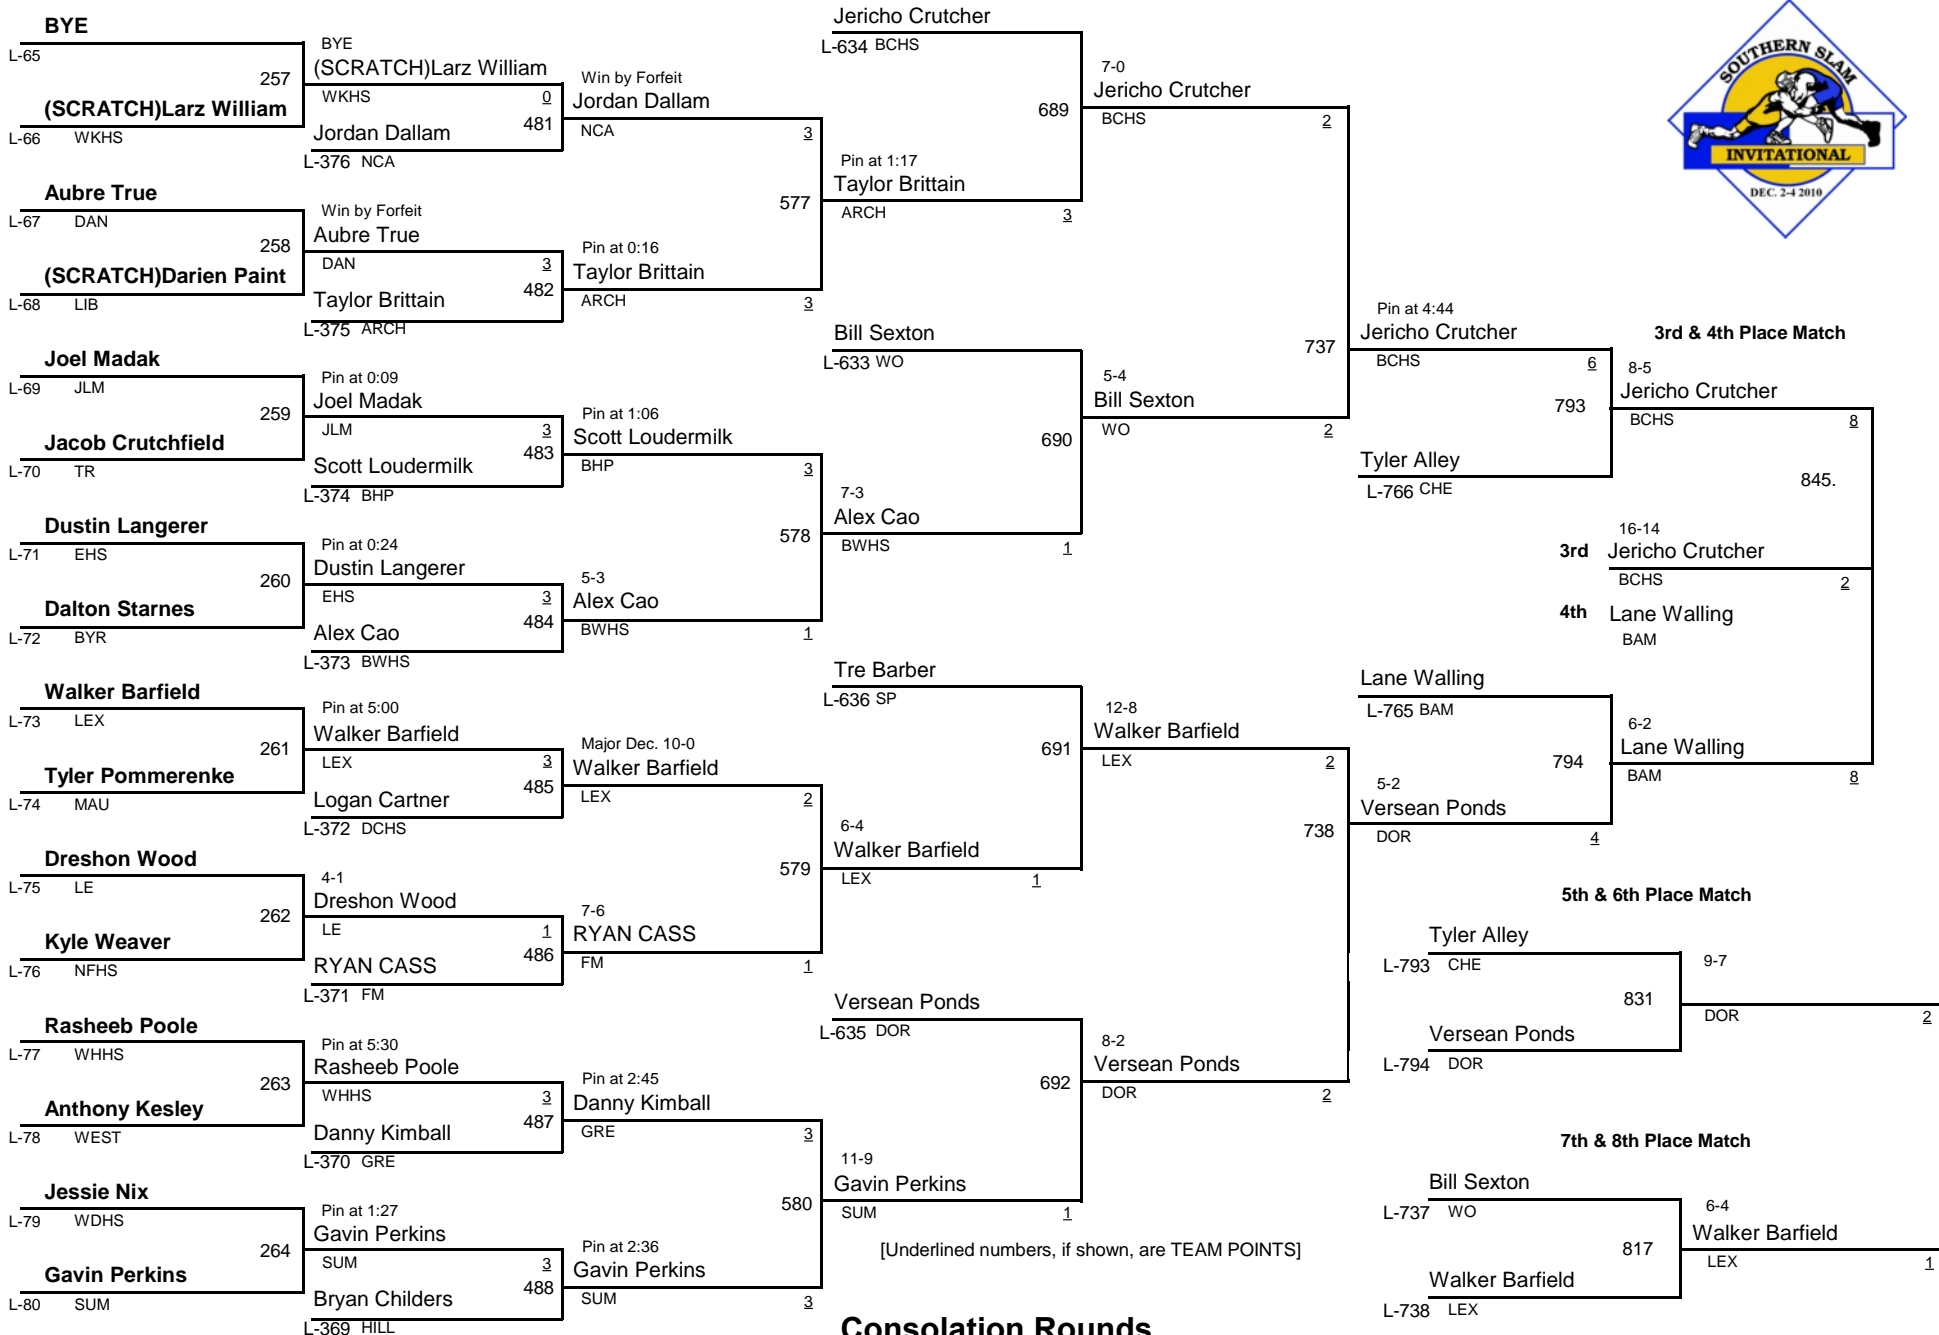 BYE
L-65
257
(SCRATCH)Larz William
L-66 WKHS
Aubre True
L-67 DAN
258
(SCRATCH)Darien Paint
L-68 LIB
Joel Madak
L-69 JLM
259
Jacob Crutchfield
L-70 TR
Dustin Langerer
L-71 EHS
260
Dalton Starnes
L-72 BYR
Walker Barfield
L-73 LEX
261
Tyler Pommerenke
L-74 MAU
Dreshon Wood
L-75 LE
262
Kyle Weaver
L-76 NFHS
Rasheeb Poole
L-77 WHHS
263
Anthony Kesley
L-78 WEST
Jessie Nix
L-79 WDHS
264
Gavin Perkins
L-80 SUM
BYE
(SCRATCH)Larz William
WKHS 0
481
Jordan Dallam
L-376 NCA
Win by Forfeit
Aubre True
DAN 3
482
Taylor Brittain
L-375 ARCH
Pin at 0:09
Joel Madak
JLM 3
483
Scott Loudermilk
L-374 BHP
Pin at 0:24
Dustin Langerer
EHS 3
484
Alex Cao
L-373 BWHS
Pin at 5:00
Walker Barfield
LEX 3
485
Logan Cartner
L-372 DCHS
4-1
Dreshon Wood
LE 1
486
RYAN CASS
L-371 FM
Pin at 5:30
Rasheeb Poole
WHHS 3
487
Danny Kimball
L-370 GRE
Pin at 1:27
Gavin Perkins
SUM 3
488
Bryan Childers
L-369 HILL
Win by Forfeit
Jordan Dallam
NCA 3
577
Pin at 0:16
Taylor Brittain
ARCH 3
Pin at 1:06
Scott Loudermilk
BHP 3
578
5-3
Alex Cao
BWHS 1
Major Dec. 10-0
Walker Barfield
LEX 2
579
7-6
RYAN CASS
FM 1
Pin at 2:45
Danny Kimball
GRE 3
580
Pin at 2:36
Gavin Perkins
SUM 3
Jericho Crutcher
L-634 BCHS
689
Pin at 1:17
Taylor Brittain
ARCH 3
Bill Sexton
L-633 WO
690
7-3
Alex Cao
BWHS 1
Tre Barber
L-636 SP
691
6-4
Walker Barfield
LEX 1
Versean Ponds
L-635 DOR
692
11-9
Gavin Perkins
SUM 1
[Underlined numbers, if shown, are TEAM POINTS]
Consolation Rounds
7-0
Jericho Crutcher
BCHS 2
737
5-4
Bill Sexton
WO 2
12-8
Walker Barfield
LEX 2
738
8-2
Versean Ponds
DOR 2
Pin at 4:44
Jericho Crutcher
BCHS 6
793
Tyler Alley
L-766 CHE
Lane Walling
L-765 BAM
794
5-2
Versean Ponds
DOR 4
SOUTHERN SLAM
INVITATIONAL
DEC. 2-4 2010
3rd & 4th Place Match
8-5
Jericho Crutcher
BCHS 8
845.
16-14
3rd Jericho Crutcher
BCHS 2
4th Lane Walling
BAM
6-2
Lane Walling
BAM 8
5th & 6th Place Match
Tyler Alley
L-793 CHE
831
Versean Ponds
L-794 DOR
9-7
DOR 2
7th & 8th Place Match
Bill Sexton
L-737 WO
817
Walker Barfield
L-738 LEX
6-4
Walker Barfield
LEX 1